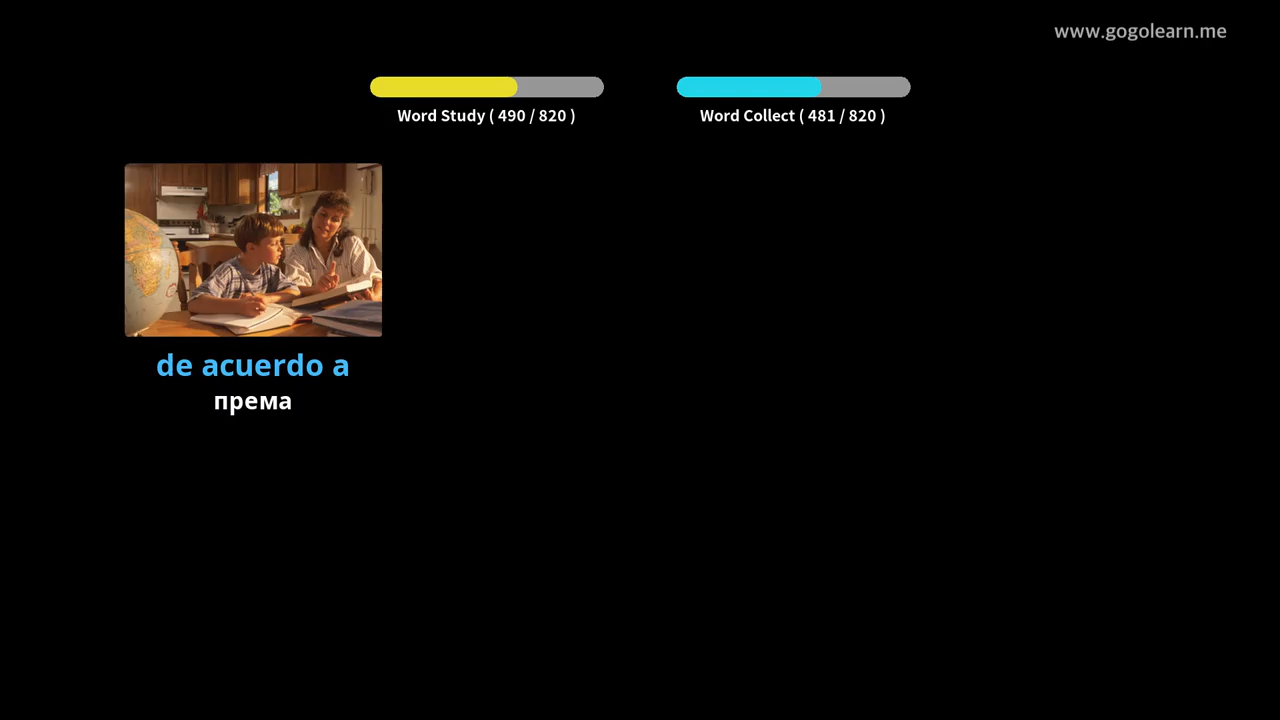 www.gogolearn.me
Word Study ( 490 / 820 )
Word Collect ( 481 / 820 )
de acuerdo a
према